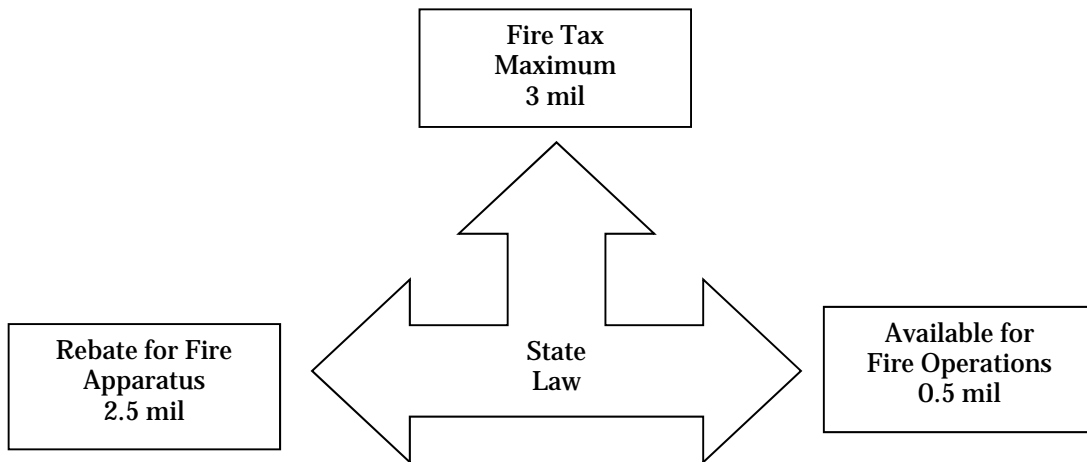 Fire Tax
Maximum
3 mil
Rebate for Fire
Apparatus
2.5 mil
State
Law
Available for
Fire Operations
0.5 mil